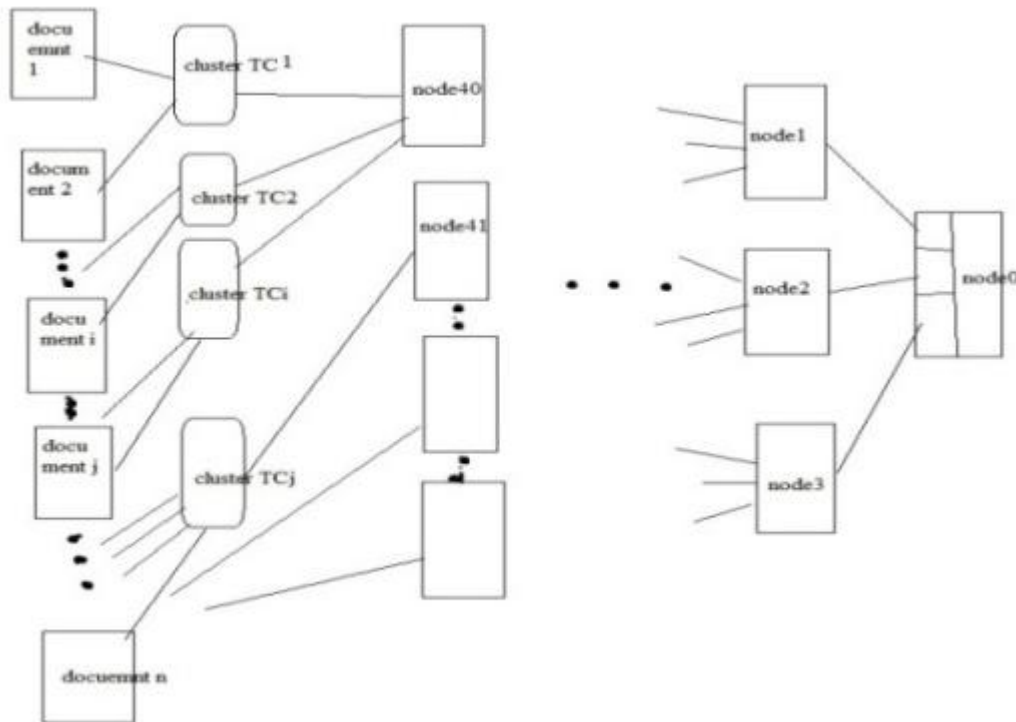 docu
emnt
1
cluster TC 1
node40
docum
ent 2
cluster TC2
node41
cluster TCi
docu
ment i
docu
ment j
cluster TCj
docuemnt n
node1
node2
node3
node0